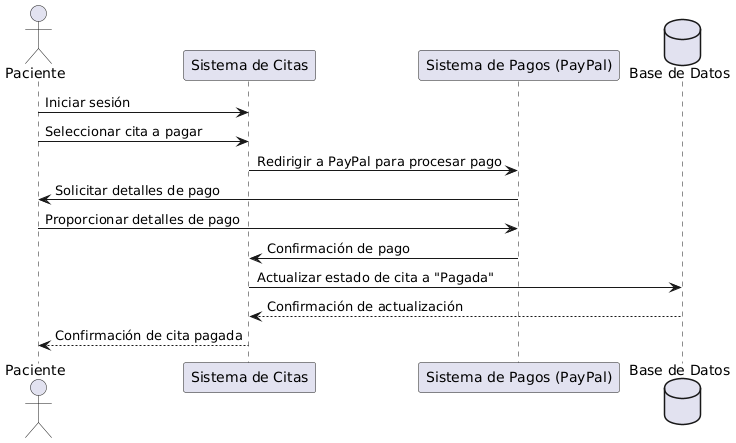 Paciente
Sistema de Citas
Sistema de Pagos (PayPal)
Base de Datos
Iniciar sesión
Seleccionar cita a pagar
Redirigir a PayPal para procesar pago
Solicitar detalles de pago
Proporcionar detalles de pago
Confirmación de pago
Actualizar estado de cita a "Pagada"
Confirmación de actualización
Confirmación de cita pagada
Paciente
Sistema de Citas
Sistema de Pagos (PayPal)
Base de Datos